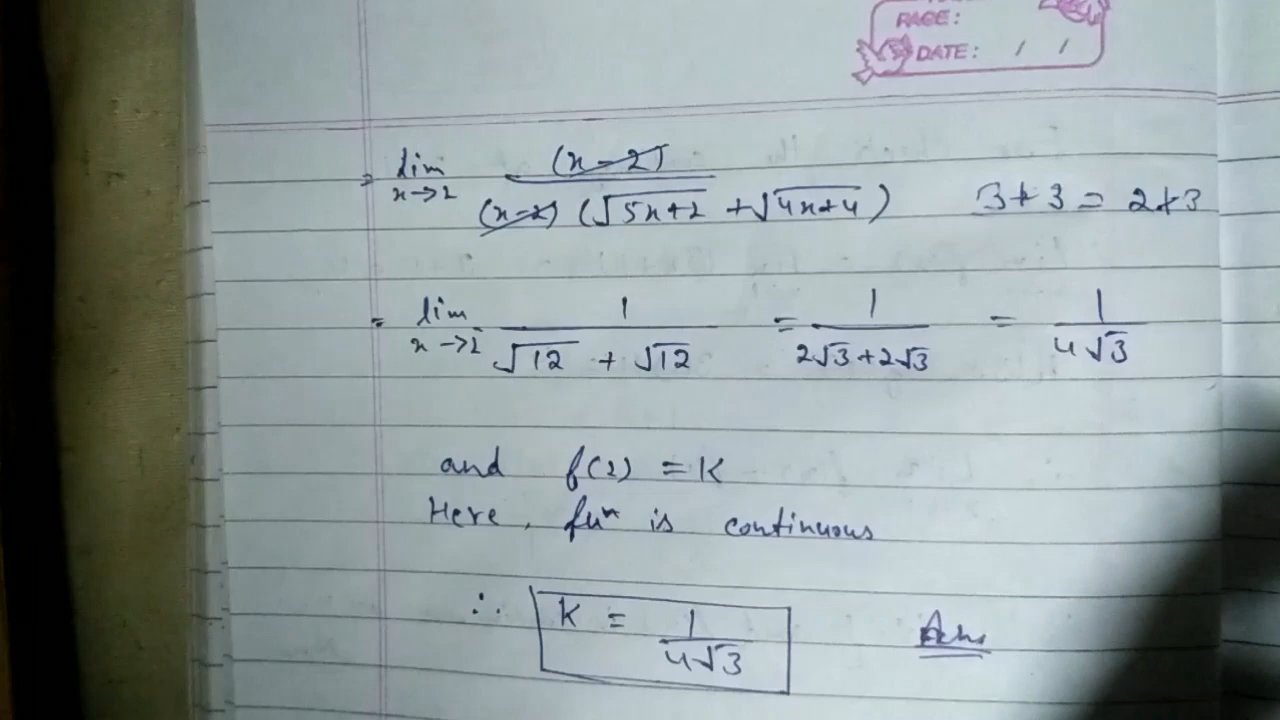 PAGE:
DATE: / /
= lim x→2 (x-2) / (x-2) (√5x+2 + √4x+4) 3+3 = 2+3
= lim x→2 1 / √12 + √12 = 1 / 2√3+2√3 = 1 / 4√3
and f(2) = K
Here, fuⁿ is continuous
∴ K = 1 / 4√3 Ans